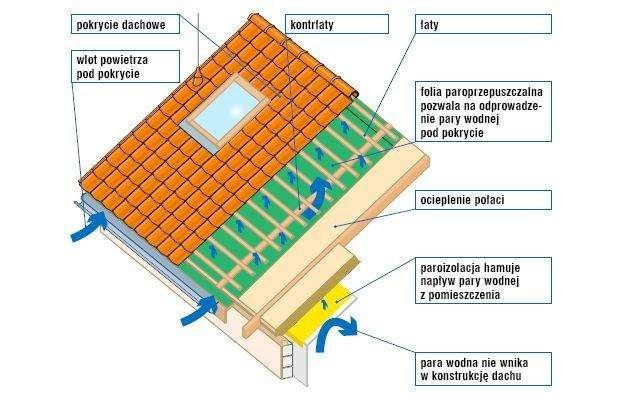 pokrycie dachowe
kontrłaty
łaty
wlot powietrza
pod pokrycie
folia paroprzepuszczalna
pozwala na odprowadze-
nie pary wodnej
pod pokrycie
ocieplenie połaci
paroizolacja hamuje
napływ pary wodnej
z pomieszczenia
para wodna nie wnika
w konstrukcję dachu